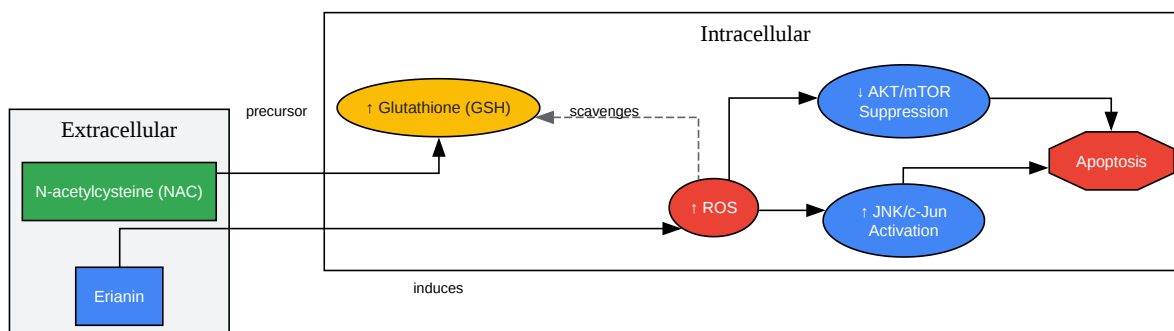 Intracellular
Extracellular
precursor
↑ Glutathione (GSH)
scavenges
↓ AKT/mTOR
Suppression
N-acetylcysteine (NAC)
Apoptosis
↑ ROS
↑ JNK/c-Jun
Activation
Erianin
induces